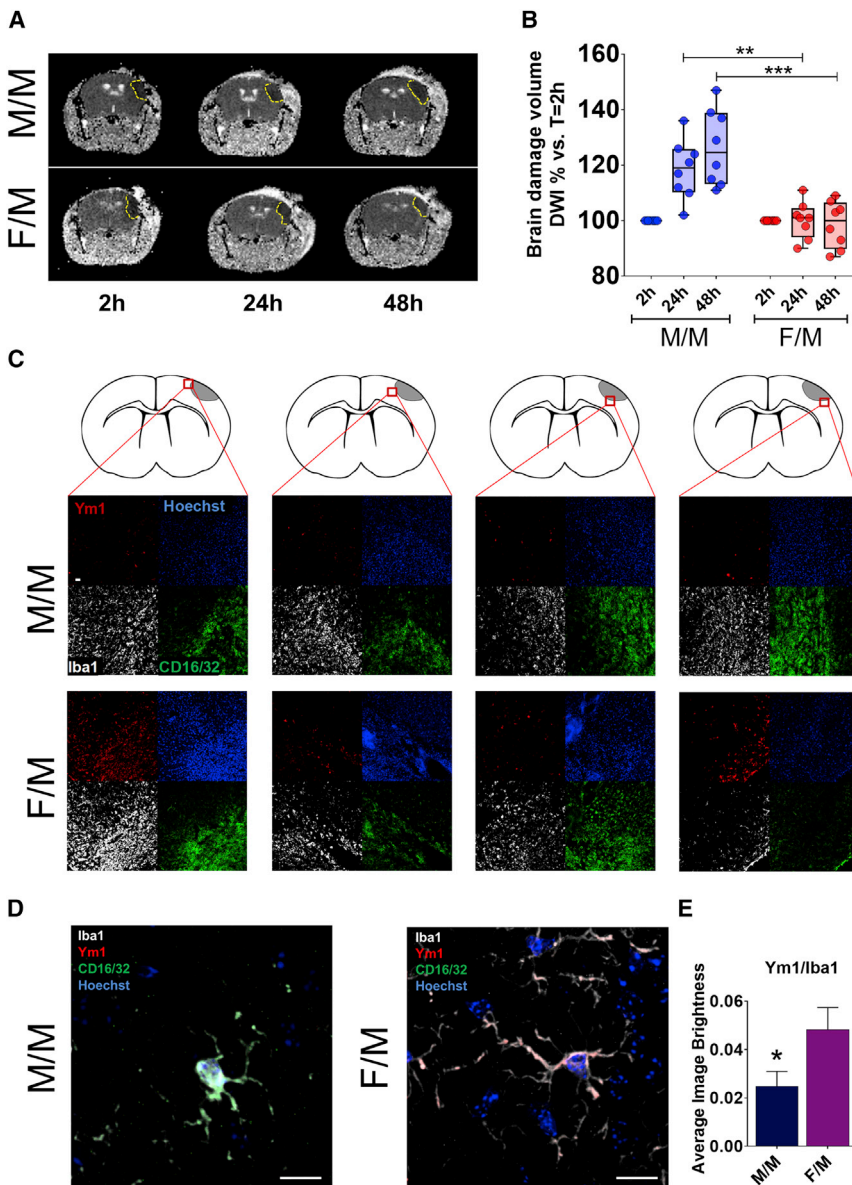 A
M/M
F/M
2h 24h 48h
B
Brain damage volume
DWI % vs. T=2h
160
140
120
100
80
**
***
2h 24h 48h 2h 24h 48h
M/M F/M
C
M/M
Ym1 Hoechst
Iba1 CD16/32
F/M
D
M/M
Iba1
Ym1
CD16/32
Hoechst
F/M
Iba1
Ym1
CD16/32
Hoechst
E
Ym1/Iba1
Average Image Brightness
0.06
0.04
0.02
0.00
*
M/M F/M